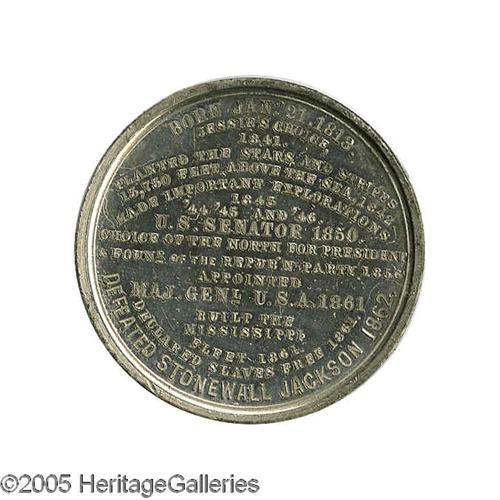 BORN JAN. 21, 1813.
JESSIE'S CHOICE,
1841.
PLANTED THE STARS AND STRIPES
13,750 FEET, ABOVE THE SEA, 1842
MADE IMPORTANT EXPLORATIONS
1843
'44 '45. AND '46.
U.S. SENATOR 1850.
CHOICE OF THE NORTH FOR PRESIDENT
& FOUND. OF THE REPUB'N. PARTY 1856
APPOINTED
MAJ. GENL. U.S.A. 1861
BUILT THE
MISSISSIPPI
FLEET 1861.
DECLARED SLAVES FREE 1861.
DEFEATED STONEWALL JACKSON 1862.
©2005 HeritageGalleries